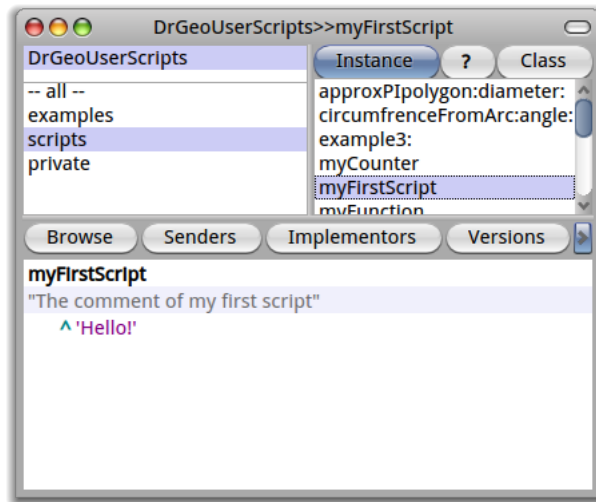 DrGeoUserScripts>>myFirstScript
DrGeoUserScripts
Instance ? Class
-- all --
examples
scripts
private
approxPIpolygon:diameter:
circumfrenceFromArc:angle:
example3:
myCounter
myFirstScript
myFunction
Browse Senders Implementors Versions
myFirstScript
"The comment of my first script"
^ 'Hello!'